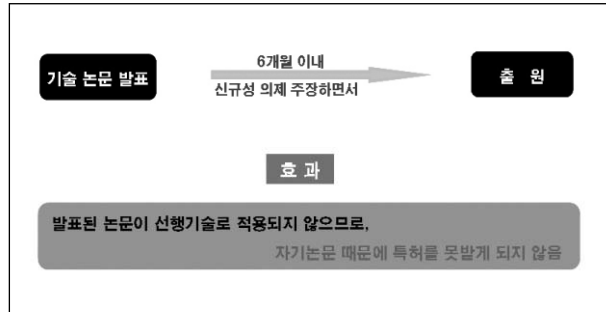 기술 논문 발표
6개월 이내
신규성 의제 주장하면서
출 원
효 과
발표된 논문이 선행기술로 적용되지 않으므로,
자기논문 때문에 특허를 못받게 되지 않음